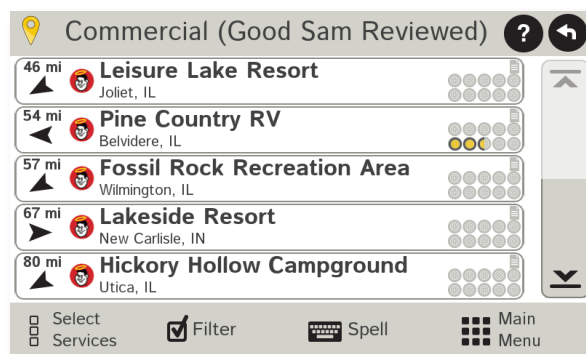 Commercial (Good Sam Reviewed) ?
46 mi Leisure Lake Resort
Joliet, IL
54 mi Pine Country RV
Belvidere, IL
57 mi Fossil Rock Recreation Area
Wilmington, IL
67 mi Lakeside Resort
New Carlisle, IN
80 mi Hickory Hollow Campground
Utica, IL
Select Services
Filter
Spell
Main Menu